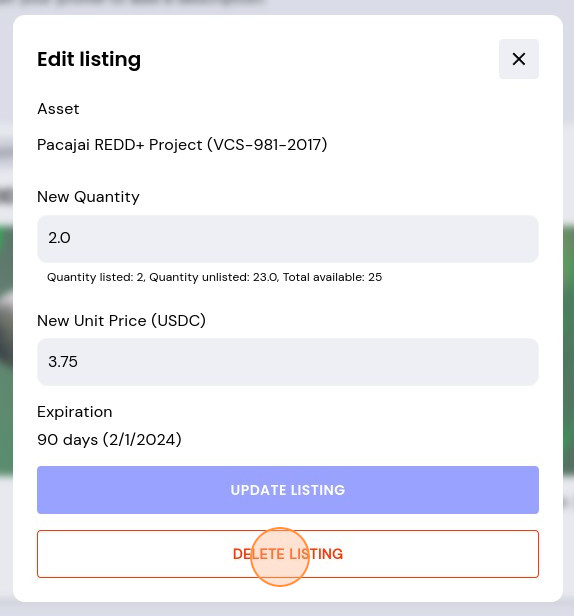 Edit listing
Asset
Pacajai REDD+ Project (VCS-981-2017)
New Quantity
2.0
Quantity listed: 2, Quantity unlisted: 23.0, Total available: 25
New Unit Price (USDC)
3.75
Expiration
90 days (2/1/2024)
UPDATE LISTING
DELETE LISTING